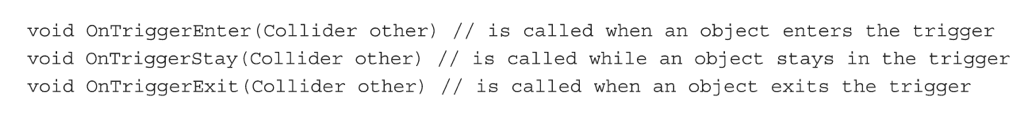 void OnTriggerEnter(Collider other) // is called when an object enters the trigger
void OnTriggerStay(Collider other) // is called while an object stays in the trigger
void OnTriggerExit(Collider other) // is called when an object exits the trigger